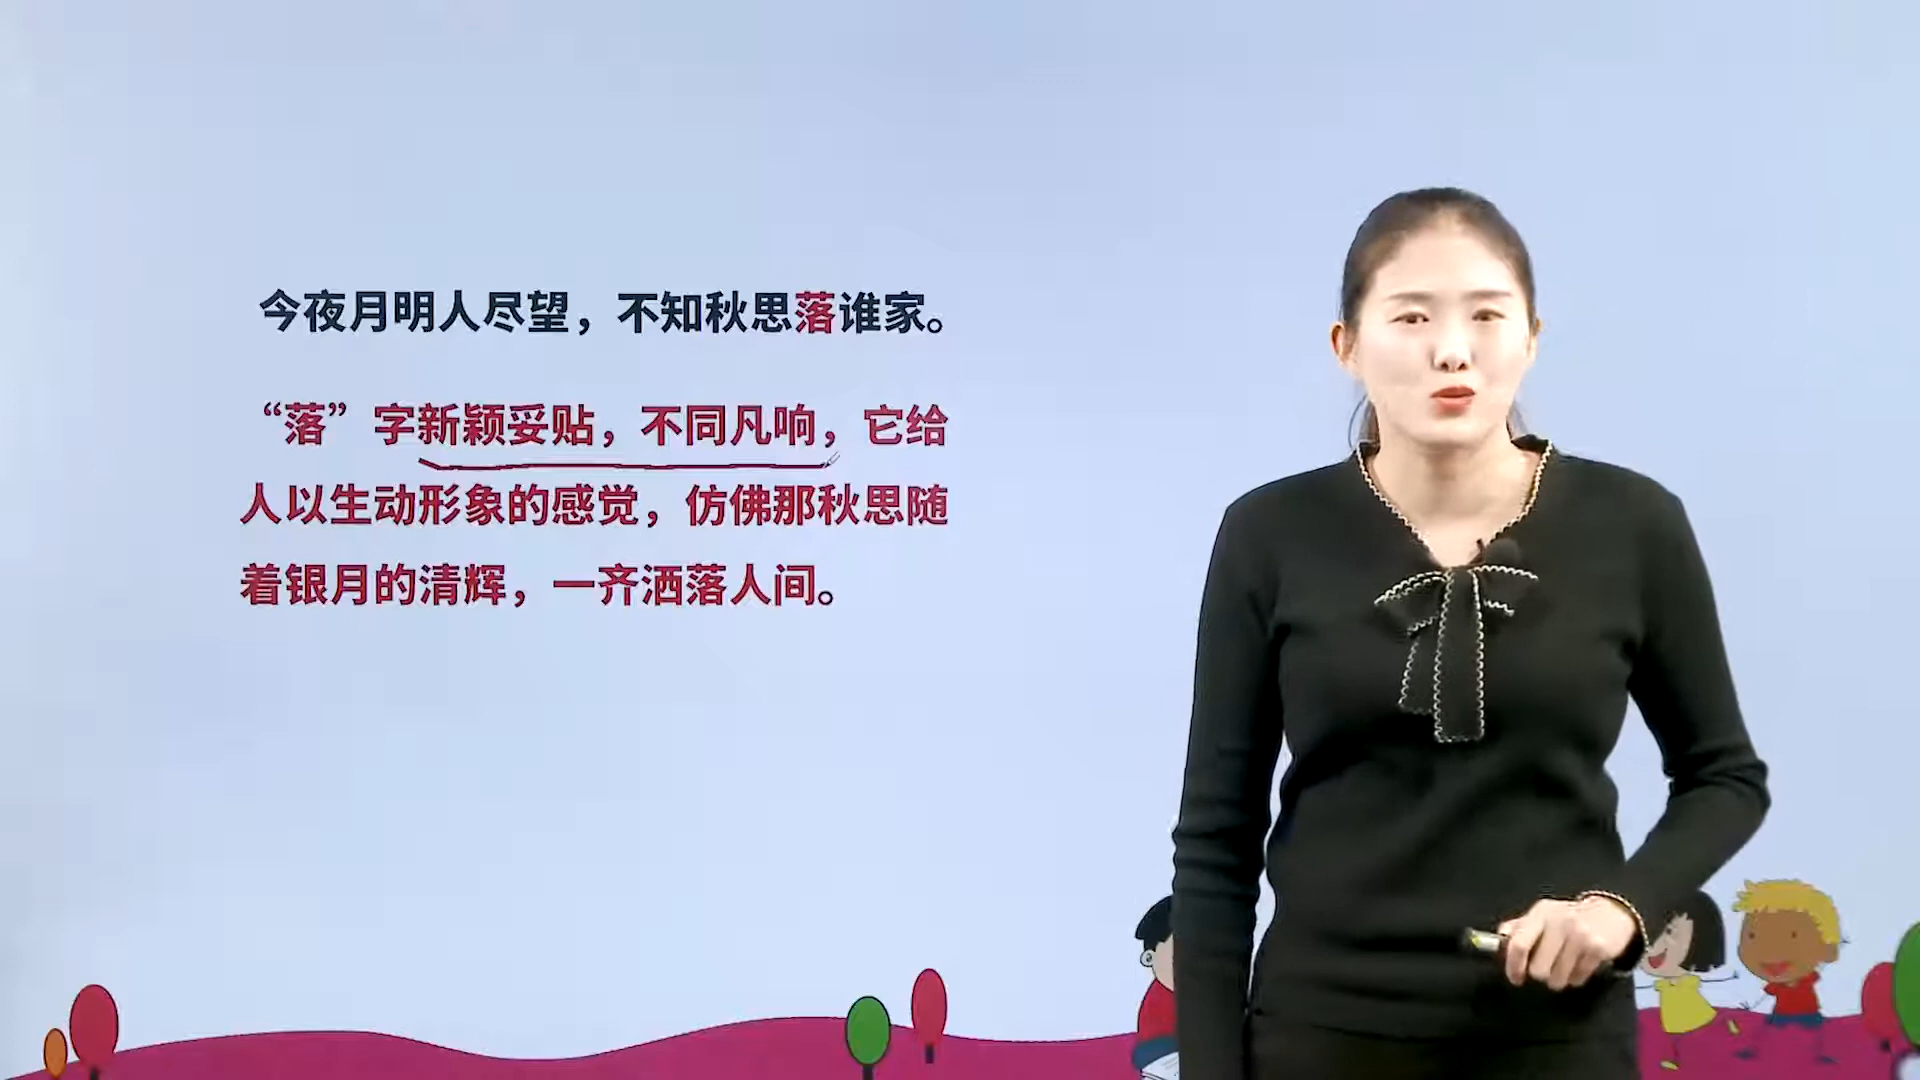 今夜月明人尽望，不知秋思落谁家。
“落”字新颖妥贴，不同凡响，它给
人以生动形象的感觉，仿佛那秋思随
着银月的清辉，一齐洒落人间。